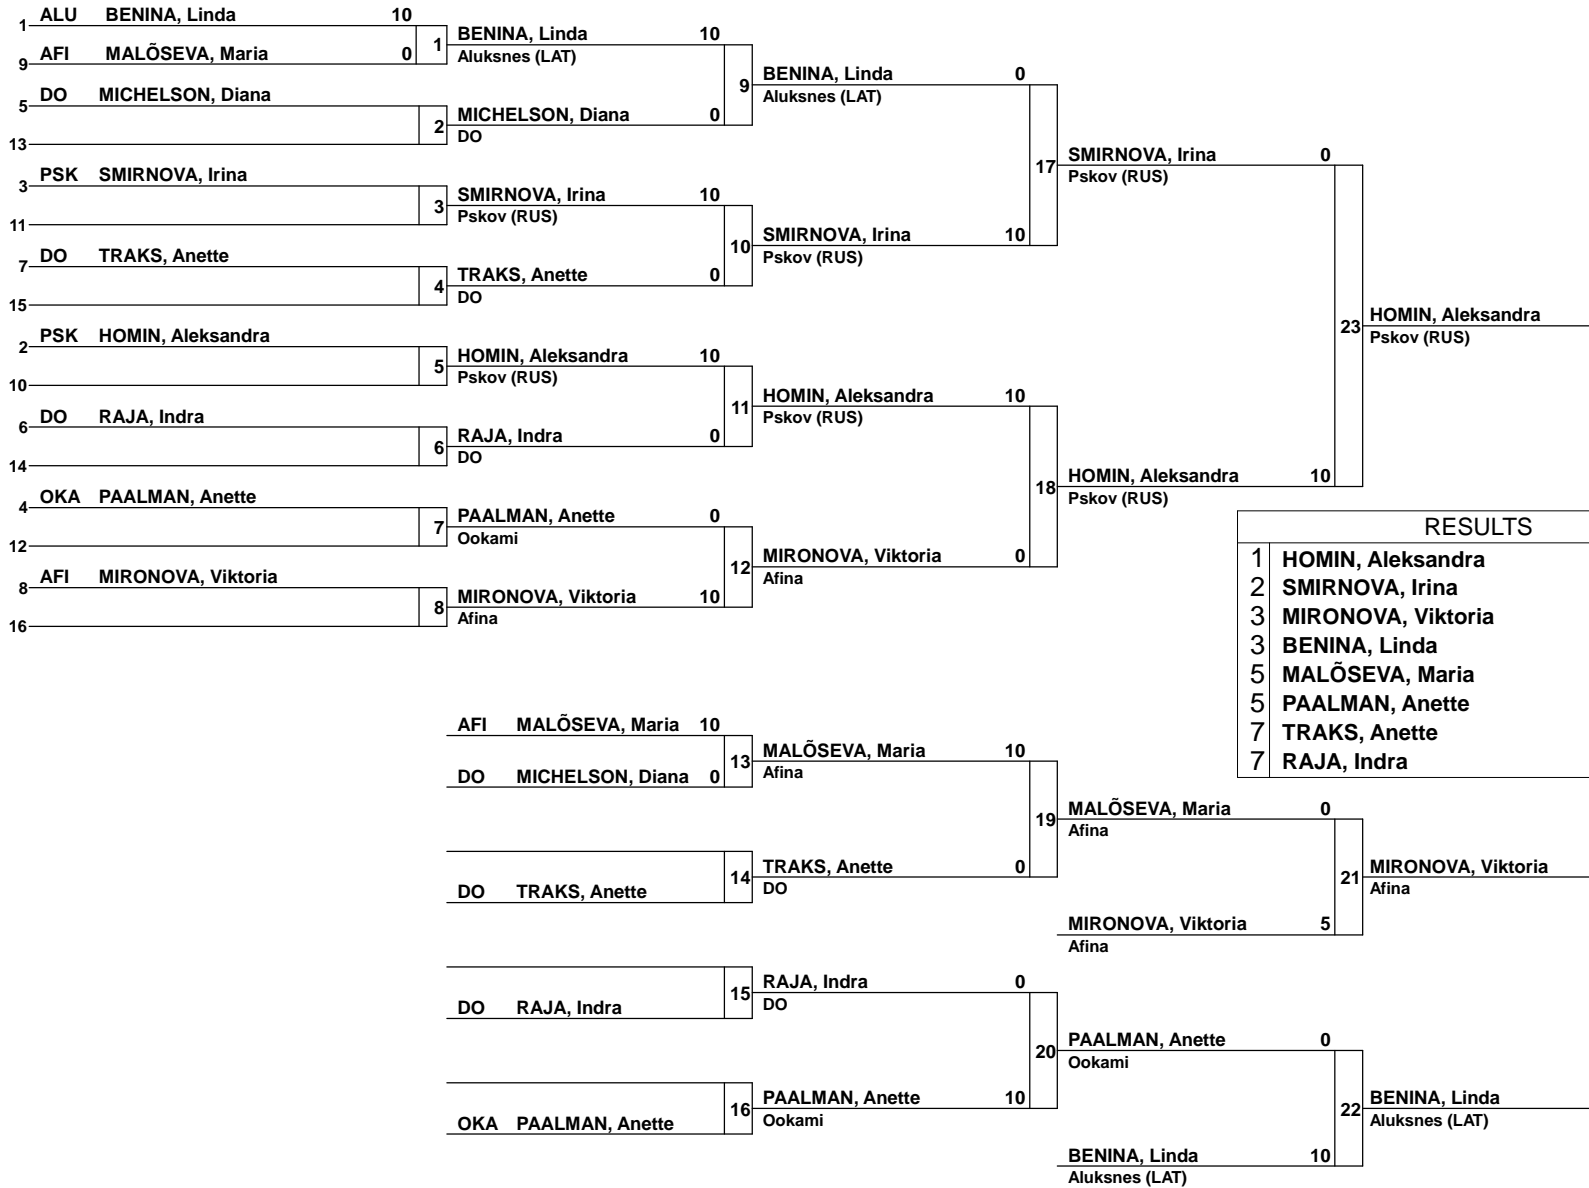 ALU BENINA, Linda 10
1
BENINA, Linda 10
1
Aluksnes (LAT)
AFI MALÕSEVA, Maria 0
9
BENINA, Linda 0
9
Aluksnes (LAT)
DO MICHELSON, Diana
5
MICHELSON, Diana 0
2
DO
13
SMIRNOVA, Irina 0
17
Pskov (RUS)
PSK SMIRNOVA, Irina
3
SMIRNOVA, Irina 10
3
Pskov (RUS)
11
SMIRNOVA, Irina 10
10
Pskov (RUS)
DO TRAKS, Anette
7
TRAKS, Anette 0
4
DO
15
HOMIN, Aleksandra
23
Pskov (RUS)
PSK HOMIN, Aleksandra
2
HOMIN, Aleksandra 10
5
Pskov (RUS)
10
HOMIN, Aleksandra 10
11
Pskov (RUS)
DO RAJA, Indra
6
RAJA, Indra 0
6
DO
14
HOMIN, Aleksandra 10
18
Pskov (RUS)
OKA PAALMAN, Anette
4
PAALMAN, Anette 0
7
Ookami
12
MIRONOVA, Viktoria 0
12
Afina
AFI MIRONOVA, Viktoria
8
MIRONOVA, Viktoria 10
8
Afina
16
RESULTS
1 HOMIN, Aleksandra
2 SMIRNOVA, Irina
3 MIRONOVA, Viktoria
3 BENINA, Linda
5 MALÕSEVA, Maria
5 PAALMAN, Anette
7 TRAKS, Anette
7 RAJA, Indra
AFI MALÕSEVA, Maria 10
MALÕSEVA, Maria 10
13
Afina
DO MICHELSON, Diana 0
MALÕSEVA, Maria 0
19
Afina
TRAKS, Anette 0
14
DO
DO TRAKS, Anette
MIRONOVA, Viktoria
21
Afina
MIRONOVA, Viktoria 5
Afina
RAJA, Indra 0
15
DO
DO RAJA, Indra
PAALMAN, Anette 0
20
Ookami
PAALMAN, Anette 10
16
Ookami
OKA PAALMAN, Anette
BENINA, Linda
22
Aluksnes (LAT)
BENINA, Linda 10
Aluksnes (LAT)